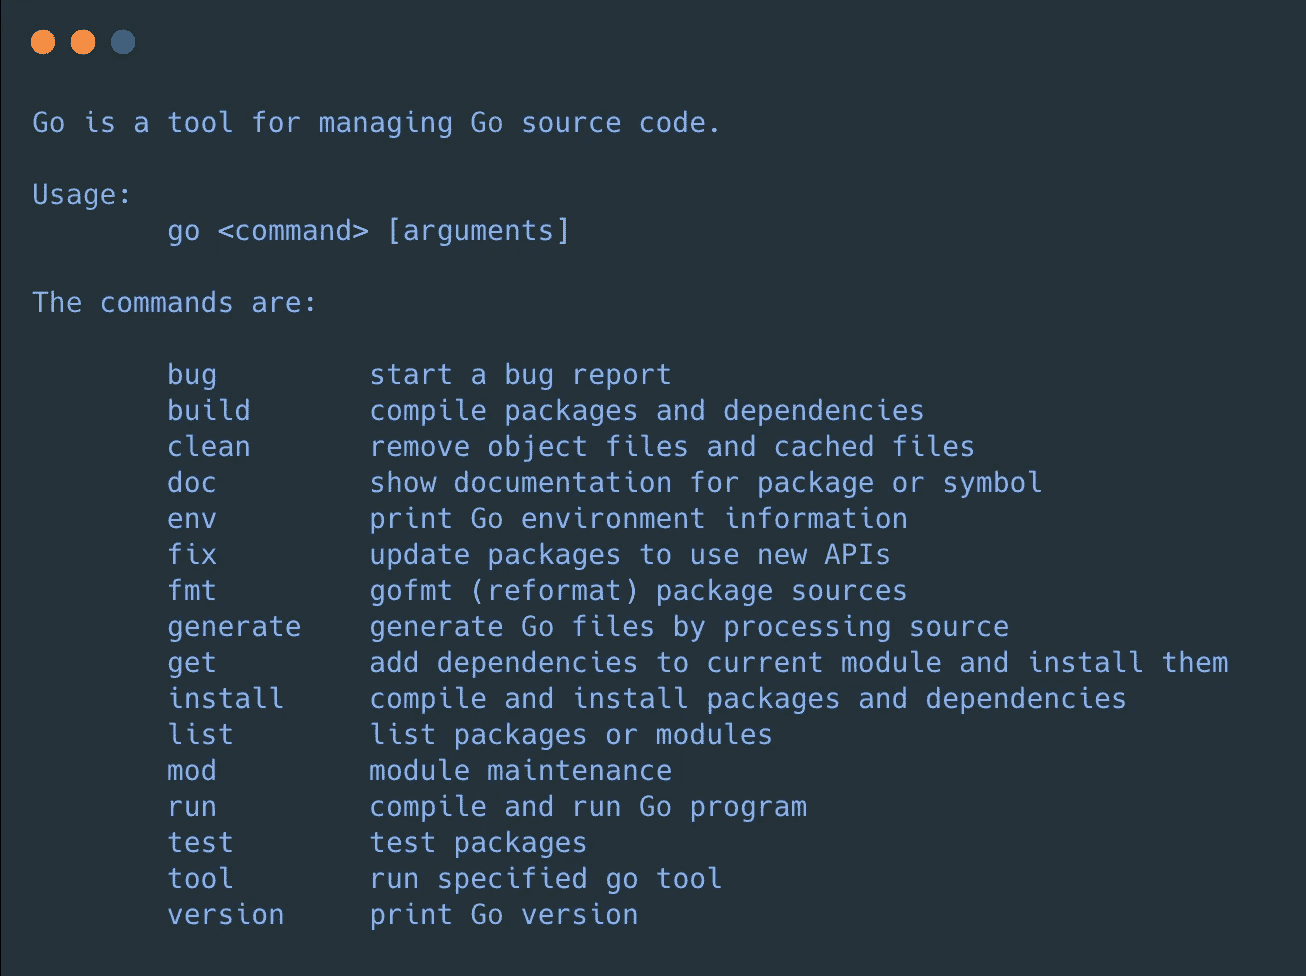 Go is a tool for managing Go source code.
Usage:
go <command> [arguments]
The commands are:
bug start a bug report
build compile packages and dependencies
clean remove object files and cached files
doc show documentation for package or symbol
env print Go environment information
fix update packages to use new APIs
fmt gofmt (reformat) package sources
generate generate Go files by processing source
get add dependencies to current module and install them
install compile and install packages and dependencies
list list packages or modules
mod module maintenance
run compile and run Go program
test test packages
tool run specified go tool
version print Go version